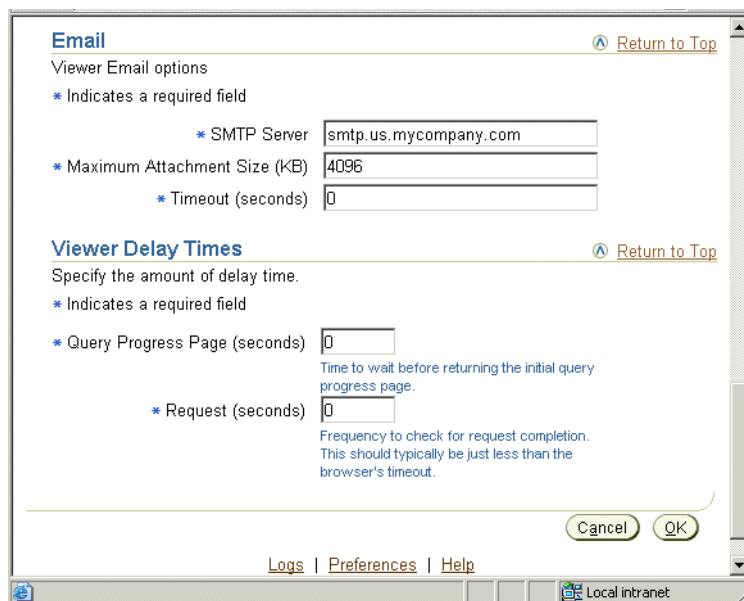 Email
Return to Top
Viewer Email options
* Indicates a required field
* SMTP Server smtp.us.mycompany.com
* Maximum Attachment Size (KB) 4096
* Timeout (seconds) 0
Viewer Delay Times
Return to Top
Specify the amount of delay time.
* Indicates a required field
* Query Progress Page (seconds) 0
Time to wait before returning the initial query
progress page.
* Request (seconds) 0
Frequency to check for request completion.
This should typically be just less than the
browser's timeout.
Cancel OK
Logs | Preferences | Help
Local intranet